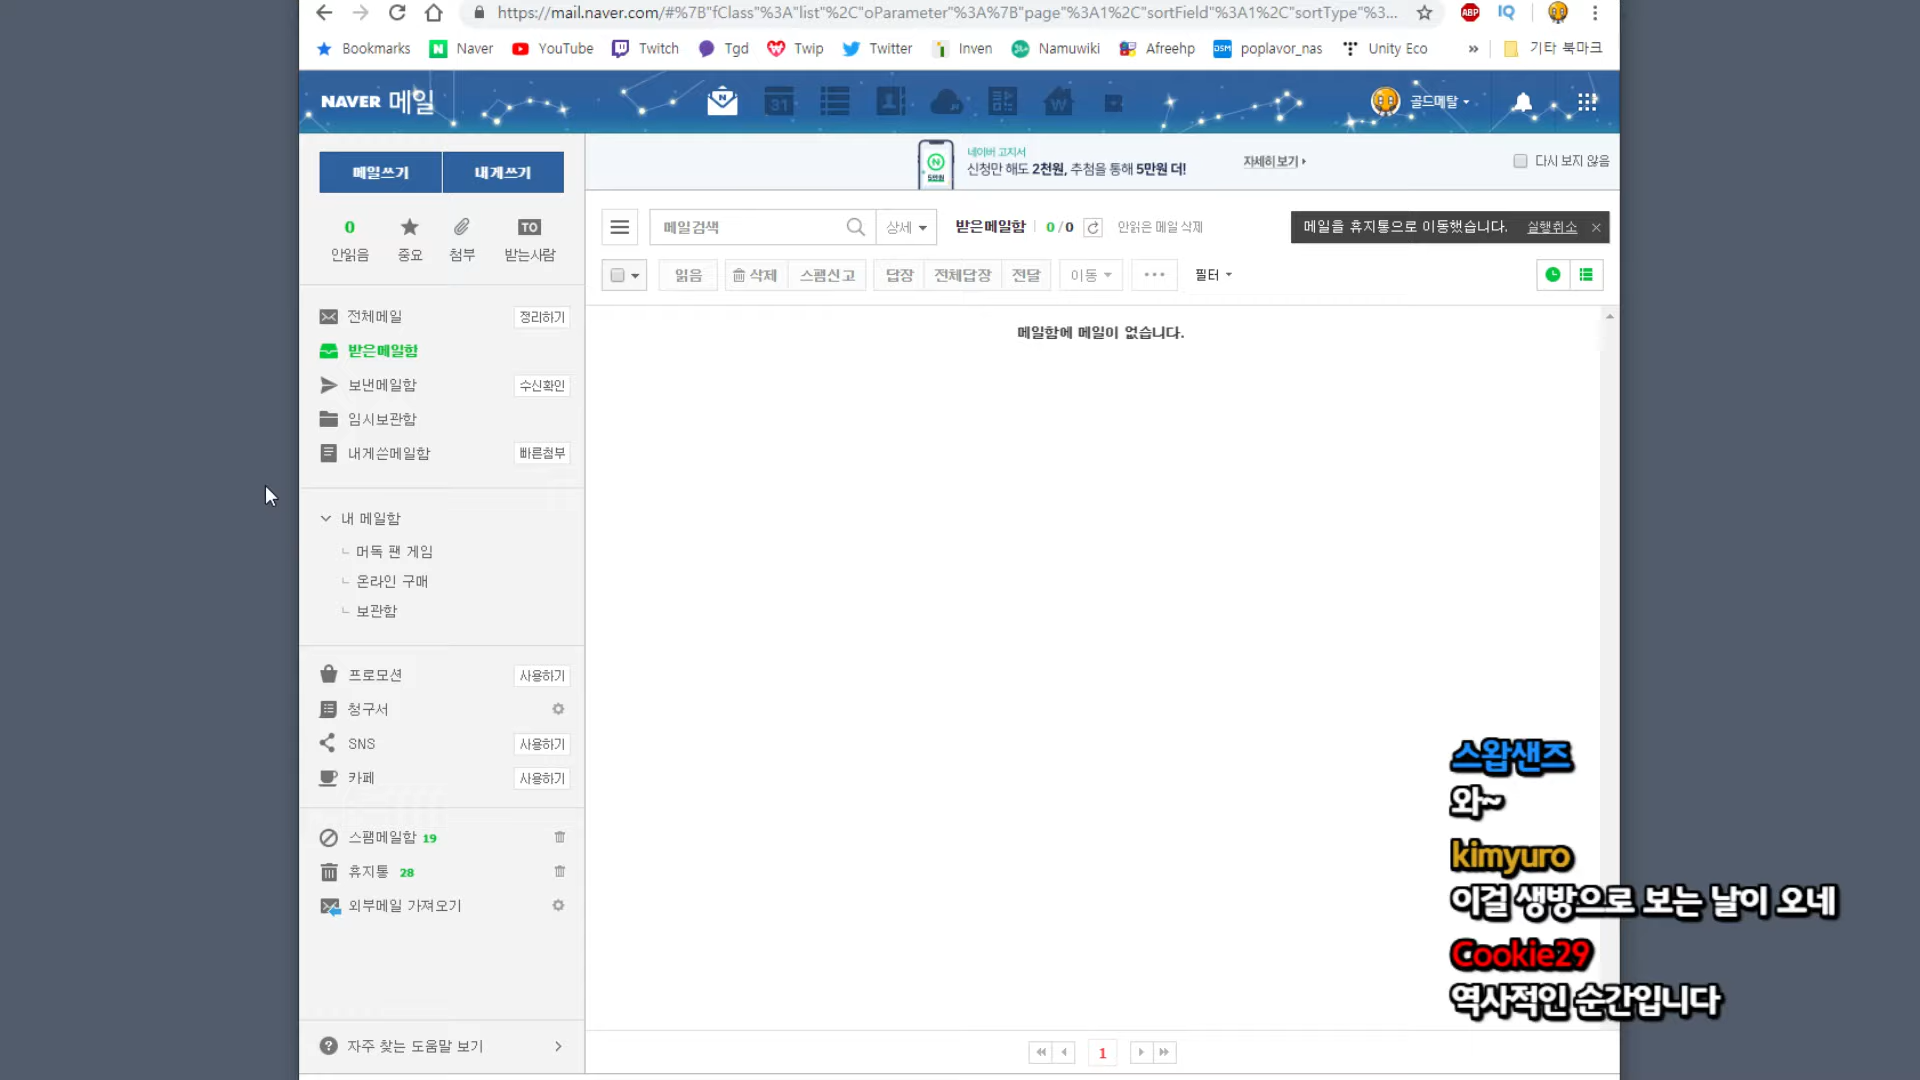 https://mail.naver.com/#%7B"fClass"%3A"list"%2C"oParameter"%3A%7B"page"%3A1%2C"sortField"%3A1%2C"sortType"%3...
ABP
IQ
Bookmarks
Naver
YouTube
Twitch
Tgd
Twip
Twitter
Inven
Namuwiki
Afreehp
DSM
poplavor_nas
Unity Eco
»
기타 북마크
NAVER 메일
31
W
골드메탈
메일쓰기
내게쓰기
5만원
네이버 고지서
신청만 해도 2천원, 추첨을 통해 5만원 더!
자세히보기
다시 보지 않음
0
안읽음
중요
첨부
TO
받는사람
메일검색
상세
받은메일함
0/0
안읽은 메일 삭제
메일을 휴지통으로 이동했습니다.
실행취소
읽음
삭제
스팸신고
답장
전체답장
전달
이동
필터
전체메일
정리하기
받은메일함
보낸메일함
수신확인
임시보관함
내게쓴메일함
빠른첨부
메일함에 메일이 없습니다.
내 메일함
머독 팬 게임
온라인 구매
보관함
프로모션
사용하기
청구서
SNS
사용하기
카페
사용하기
스팸메일함 19
휴지통 28
외부메일 가져오기
자주 찾는 도움말 보기
1
스왑샌즈
와~
kimyuro
이걸 생방으로 보는 날이 오네
Cookie29
역사적인 순간입니다